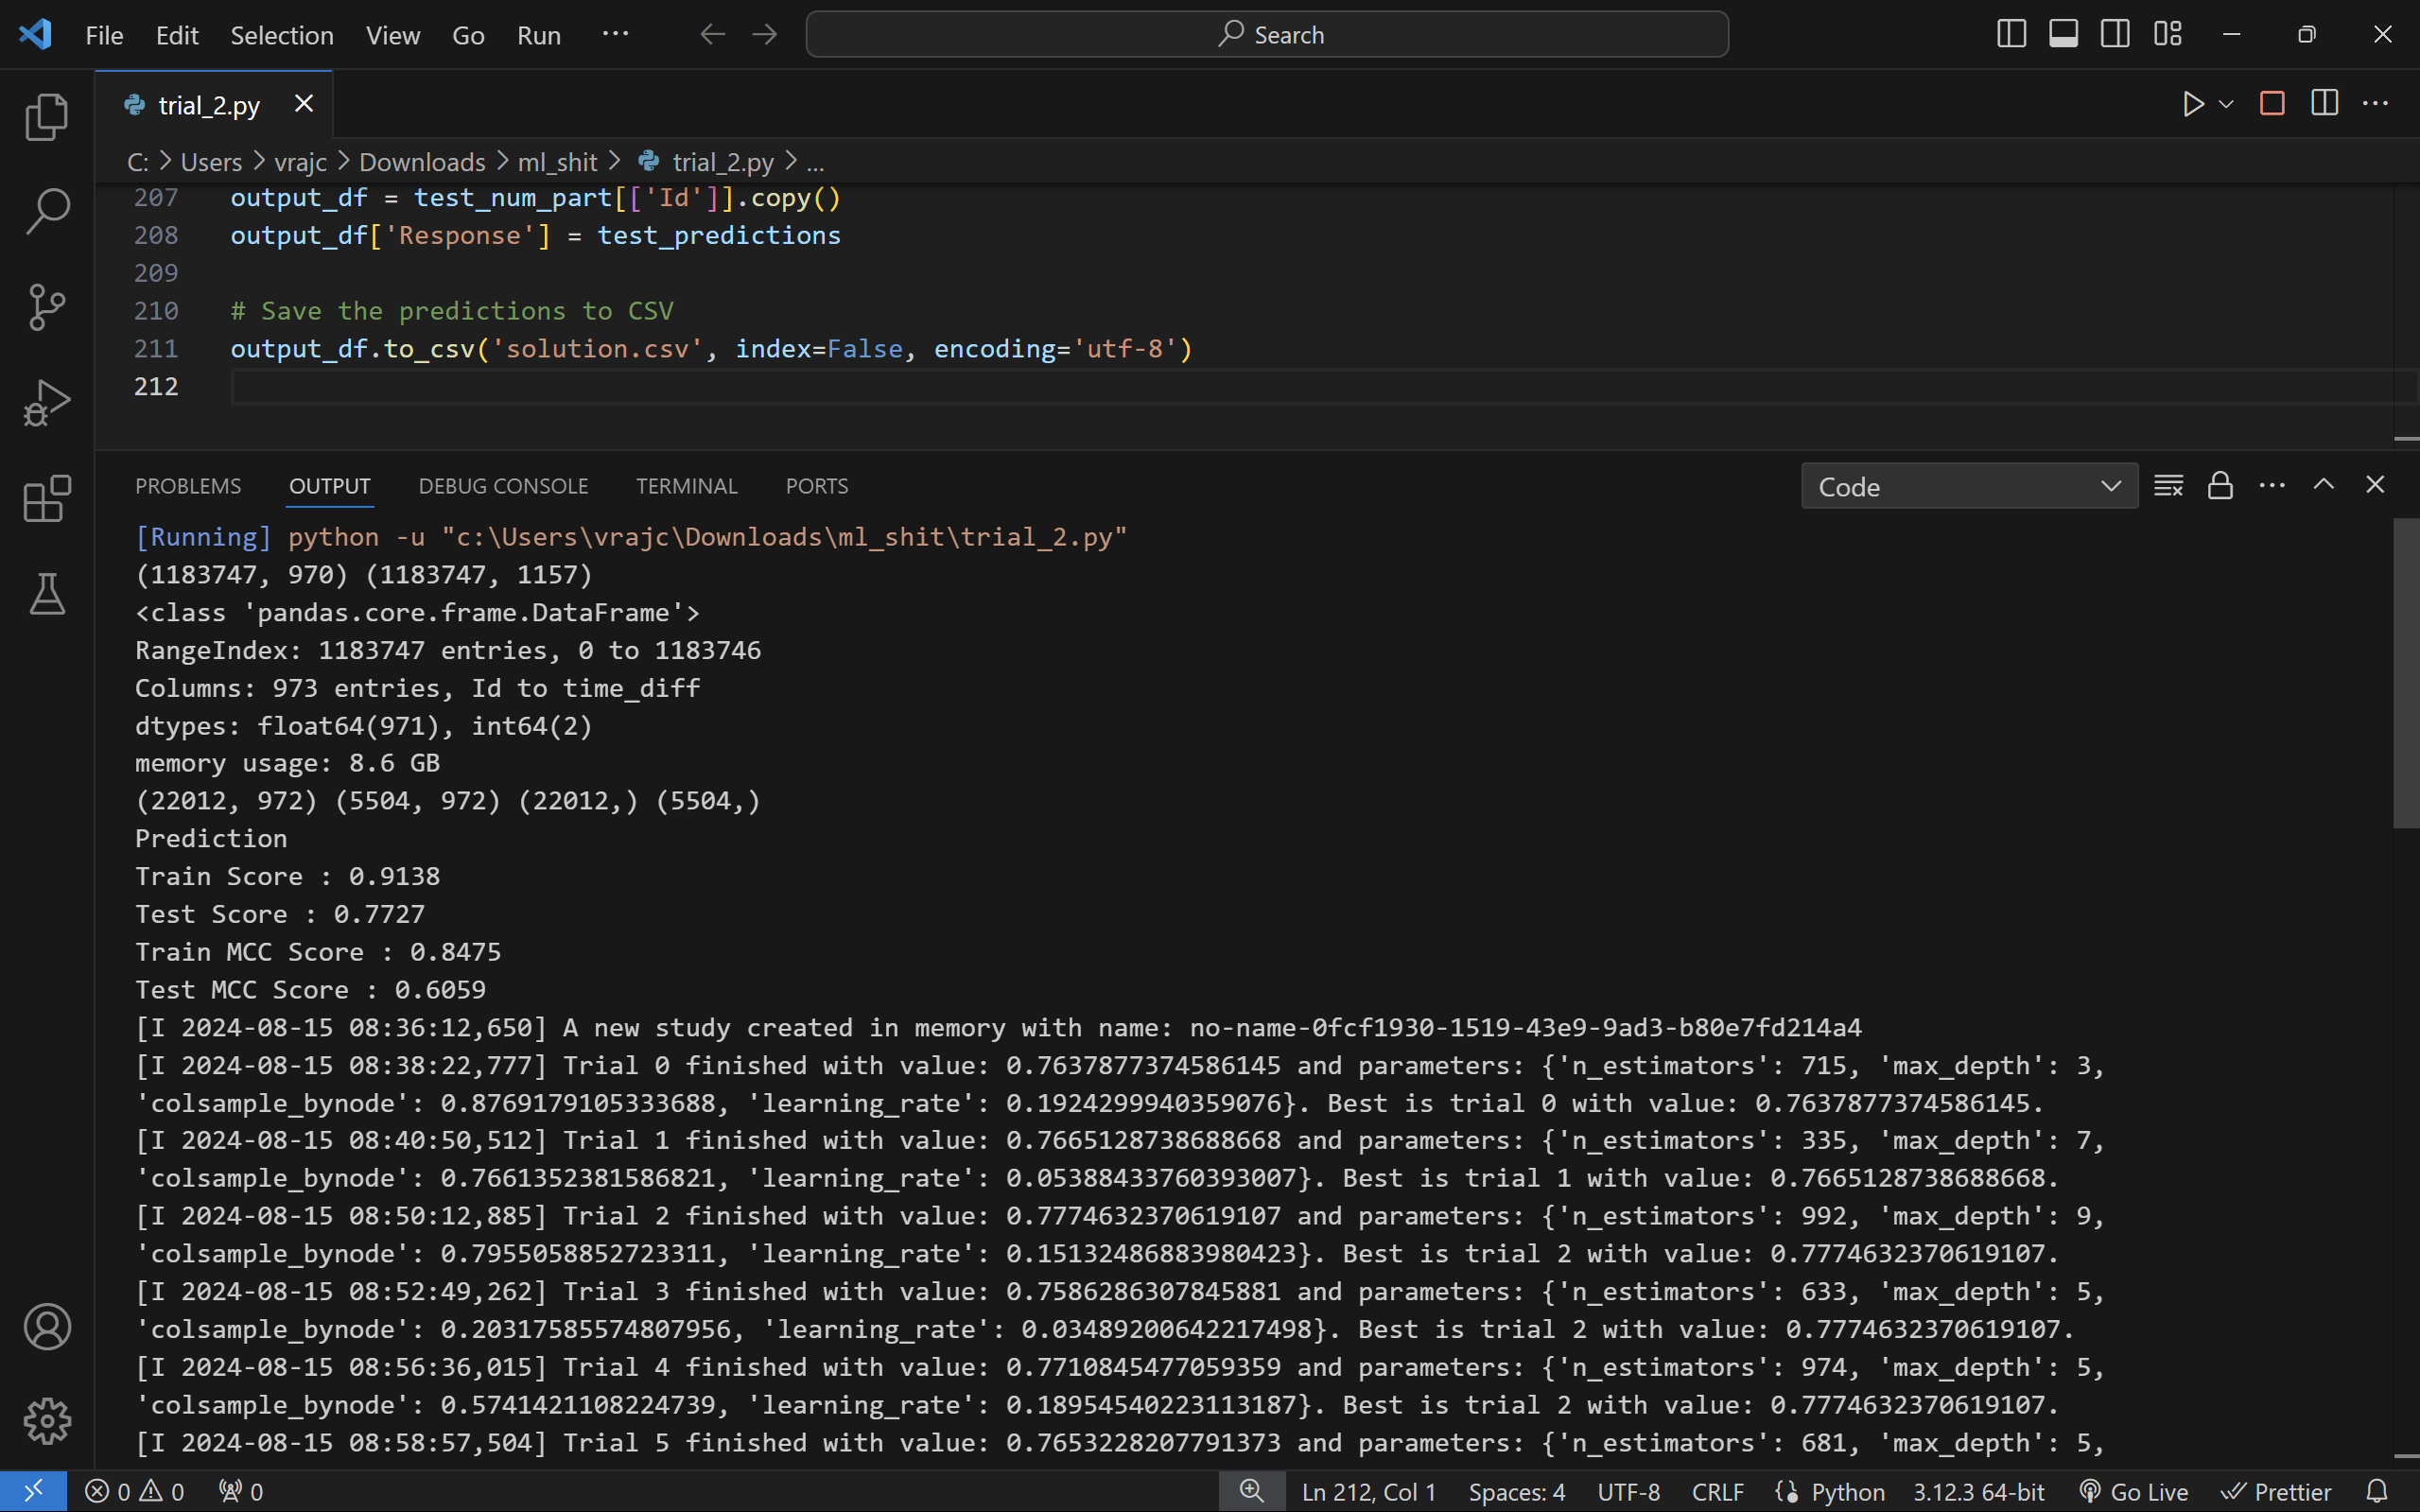 File Edit Selection View Go Run ··· Search
trial_2.py
C: > Users > vrajc > Downloads > ml_shit > trial_2.py > ...
207 output_df = test_num_part[['Id']].copy()
208 output_df['Response'] = test_predictions
209
210 # Save the predictions to CSV
211 output_df.to_csv('solution.csv', index=False, encoding='utf-8')
212
PROBLEMS OUTPUT DEBUG CONSOLE TERMINAL PORTS Code
[Running] python -u "c:\Users\vrajc\Downloads\ml_shit\trial_2.py"
(1183747, 970) (1183747, 1157)
<class 'pandas.core.frame.DataFrame'>
RangeIndex: 1183747 entries, 0 to 1183746
Columns: 973 entries, Id to time_diff
dtypes: float64(971), int64(2)
memory usage: 8.6 GB
(22012, 972) (5504, 972) (22012,) (5504,)
Prediction
Train Score : 0.9138
Test Score : 0.7727
Train MCC Score : 0.8475
Test MCC Score : 0.6059
[I 2024-08-15 08:36:12,650] A new study created in memory with name: no-name-0fcf1930-1519-43e9-9ad3-b80e7fd214a4
[I 2024-08-15 08:38:22,777] Trial 0 finished with value: 0.7637877374586145 and parameters: {'n_estimators': 715, 'max_depth': 3,
'colsample_bynode': 0.8769179105333688, 'learning_rate': 0.1924299940359076}. Best is trial 0 with value: 0.7637877374586145.
[I 2024-08-15 08:40:50,512] Trial 1 finished with value: 0.7665128738688668 and parameters: {'n_estimators': 335, 'max_depth': 7,
'colsample_bynode': 0.7661352381586821, 'learning_rate': 0.05388433760393007}. Best is trial 1 with value: 0.7665128738688668.
[I 2024-08-15 08:50:12,885] Trial 2 finished with value: 0.7774632370619107 and parameters: {'n_estimators': 992, 'max_depth': 9,
'colsample_bynode': 0.7955058852723311, 'learning_rate': 0.15132486883980423}. Best is trial 2 with value: 0.7774632370619107.
[I 2024-08-15 08:52:49,262] Trial 3 finished with value: 0.7586286307845881 and parameters: {'n_estimators': 633, 'max_depth': 5,
'colsample_bynode': 0.20317585574807956, 'learning_rate': 0.03489200642217498}. Best is trial 2 with value: 0.7774632370619107.
[I 2024-08-15 08:56:36,015] Trial 4 finished with value: 0.7710845477059359 and parameters: {'n_estimators': 974, 'max_depth': 5,
'colsample_bynode': 0.5741421108224739, 'learning_rate': 0.18954540223113187}. Best is trial 2 with value: 0.7774632370619107.
[I 2024-08-15 08:58:57,504] Trial 5 finished with value: 0.7653228207791373 and parameters: {'n_estimators': 681, 'max_depth': 5,
0 0 0 Ln 212, Col 1 Spaces: 4 UTF-8 CRLF Python 3.12.3 64-bit Go Live Prettier